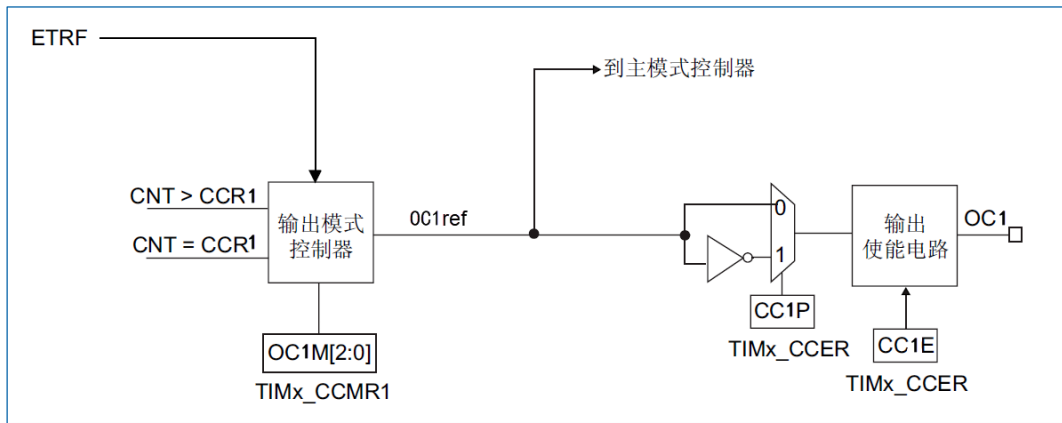 ETRF
到主模式控制器
CNT > CCR1
CNT = CCR1
输出模式
控制器
OC1ref
0
1
输出
使能电路
OC1
CC1P
TIMx_CCER
CC1E
TIMx_CCER
OC1M[2:0]
TIMx_CCMR1